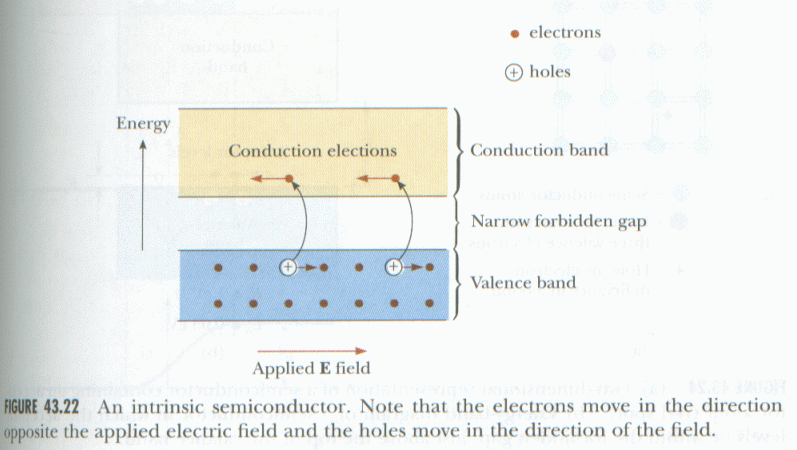 electrons
holes
Energy
Conduction elections
Conduction band
Narrow forbidden gap
Valence band
Applied E field
FIGURE 43.22 An intrinsic semiconductor. Note that the electrons move in the direction
opposite the applied electric field and the holes move in the direction of the field.